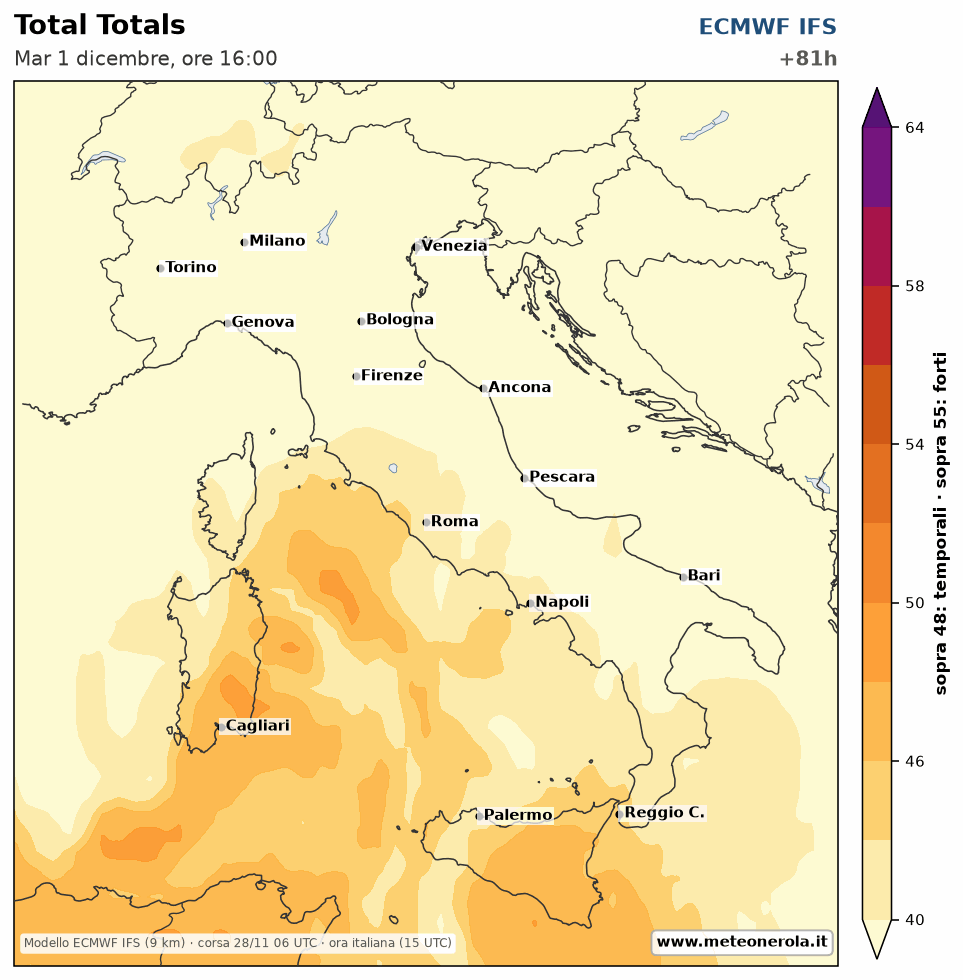 Total Totals
ECMWF IFS
Mar 1 dicembre, ore 16:00
+81h
Milano
Venezia
Torino
Genova
Bologna
Firenze
Ancona
Pescara
Roma
Bari
Napoli
Cagliari
Palermo
Reggio C.
64
58
54
50
46
40
sopra 48: temporali · sopra 55: forti
Modello ECMWF IFS (9 km) · corsa 28/11 06 UTC · ora italiana (15 UTC)
www.meteonerola.it